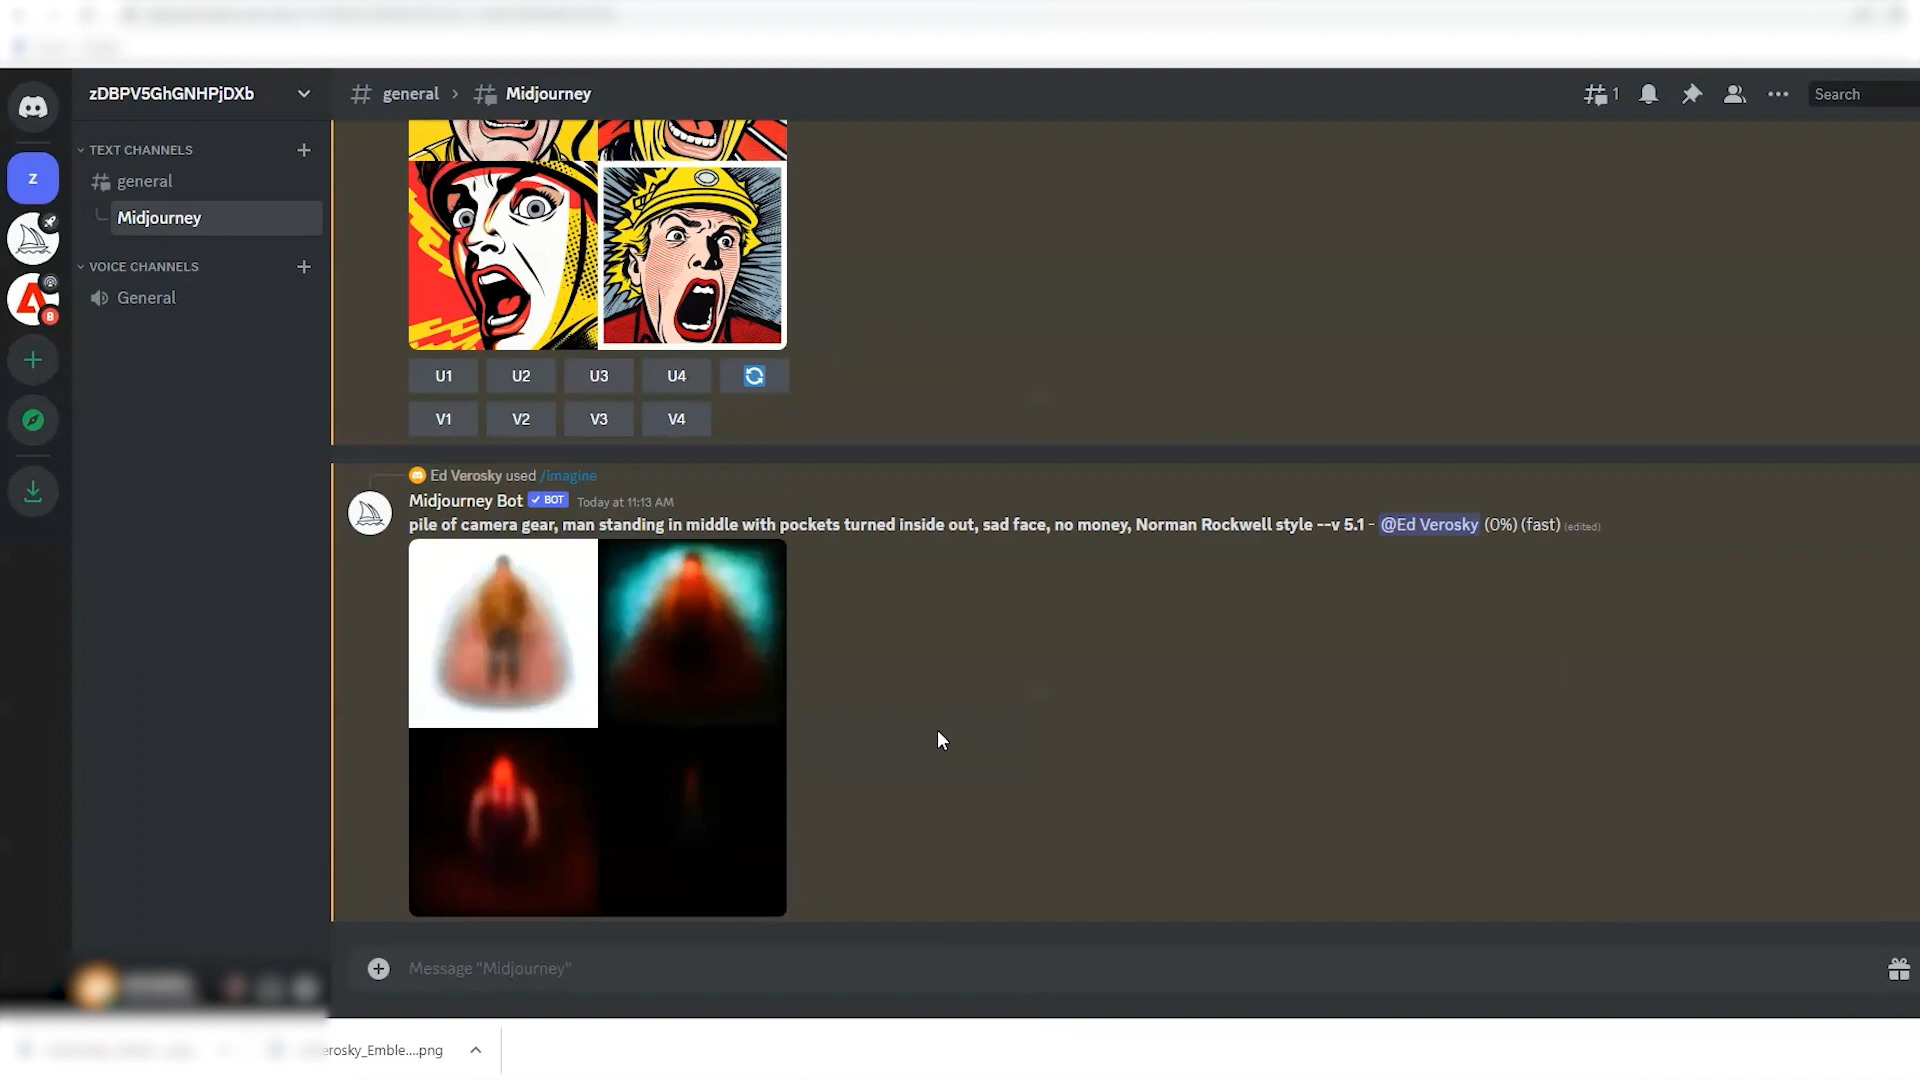 zDBPV5GhGNHPjDXb
general › Midjourney
1
Search
TEXT CHANNELS
general
Midjourney
VOICE CHANNELS
General
Z
8
U1 U2 U3 U4
V1 V2 V3 V4
Ed Verosky used /imagine
Midjourney Bot ✓ BOT Today at 11:13 AM
pile of camera gear, man standing in middle with pockets turned inside out, sad face, no money, Norman Rockwell style --v 5.1 - @Ed Verosky (0%) (fast) (edited)
Message "Midjourney"
erosky_Emble....png